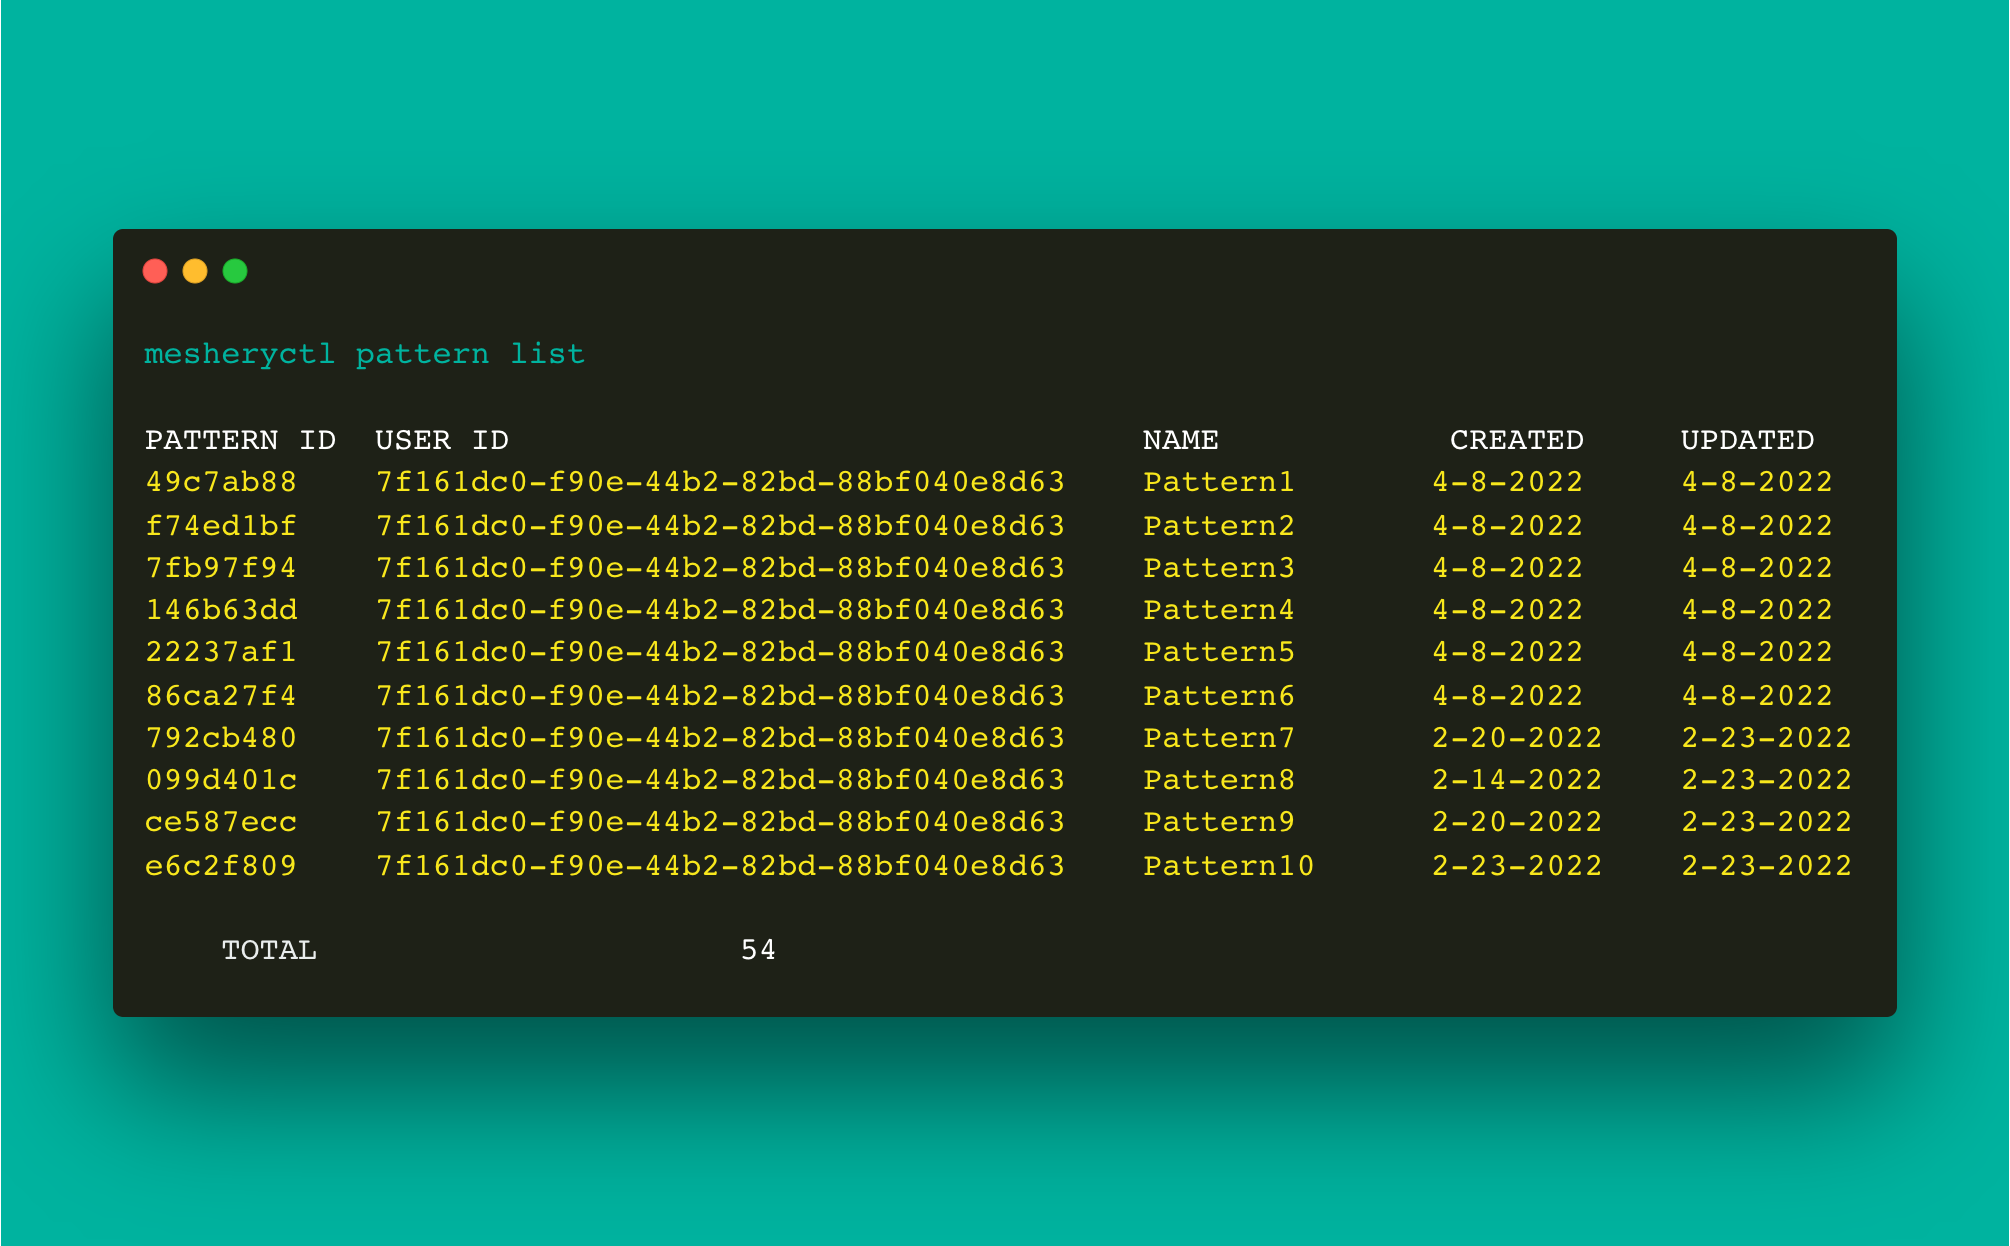 mesheryctl pattern list
PATTERN ID USER ID NAME CREATED UPDATED
49c7ab88 7f161dc0-f90e-44b2-82bd-88bf040e8d63 Pattern1 4-8-2022 4-8-2022
f74ed1bf 7f161dc0-f90e-44b2-82bd-88bf040e8d63 Pattern2 4-8-2022 4-8-2022
7fb97f94 7f161dc0-f90e-44b2-82bd-88bf040e8d63 Pattern3 4-8-2022 4-8-2022
146b63dd 7f161dc0-f90e-44b2-82bd-88bf040e8d63 Pattern4 4-8-2022 4-8-2022
22237af1 7f161dc0-f90e-44b2-82bd-88bf040e8d63 Pattern5 4-8-2022 4-8-2022
86ca27f4 7f161dc0-f90e-44b2-82bd-88bf040e8d63 Pattern6 4-8-2022 4-8-2022
792cb480 7f161dc0-f90e-44b2-82bd-88bf040e8d63 Pattern7 2-20-2022 2-23-2022
099d401c 7f161dc0-f90e-44b2-82bd-88bf040e8d63 Pattern8 2-14-2022 2-23-2022
ce587ecc 7f161dc0-f90e-44b2-82bd-88bf040e8d63 Pattern9 2-20-2022 2-23-2022
e6c2f809 7f161dc0-f90e-44b2-82bd-88bf040e8d63 Pattern10 2-23-2022 2-23-2022
TOTAL 54